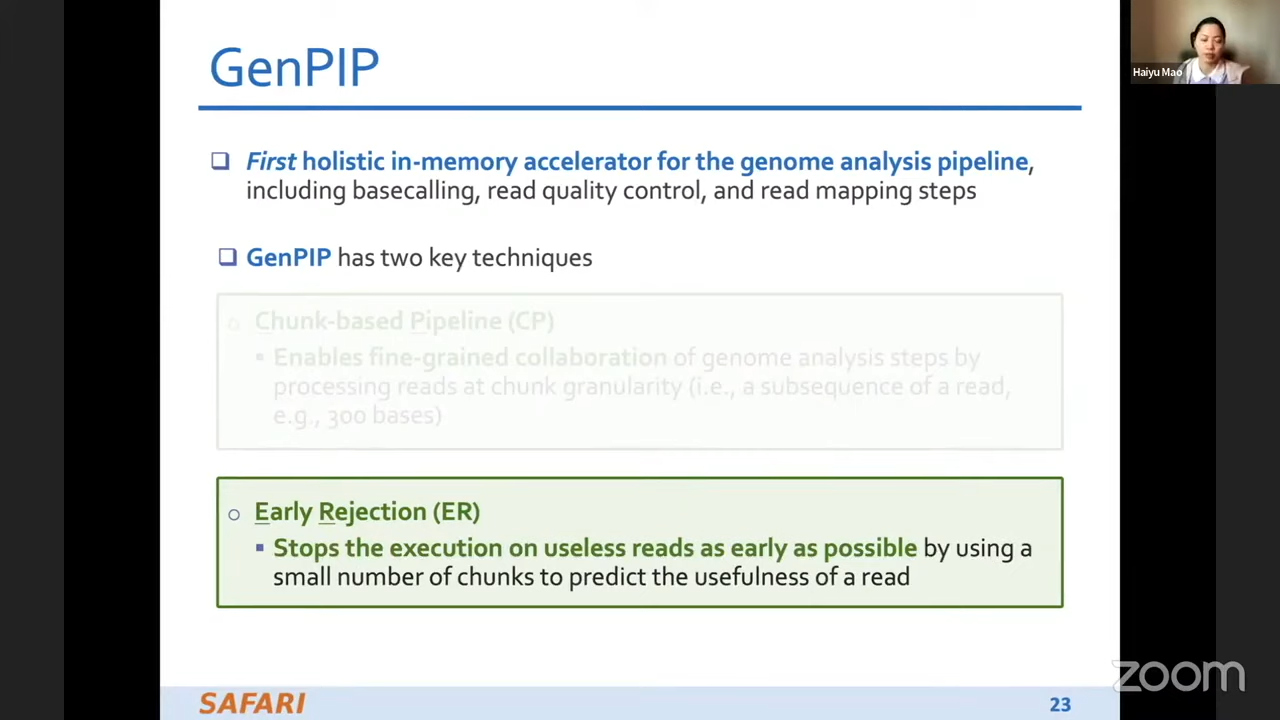 GenPIP
Haiyu Mao
❑ First holistic in-memory accelerator for the genome analysis pipeline,
including basecalling, read quality control, and read mapping steps
❑ GenPIP has two key techniques
o Chunk-based Pipeline (CP)
▪ Enables fine-grained collaboration of genome analysis steps by
processing reads at chunk granularity (i.e., a subsequence of a read,
e.g., 300 bases)
o Early Rejection (ER)
▪ Stops the execution on useless reads as early as possible by using a
small number of chunks to predict the usefulness of a read
zoom
SAFARI
23